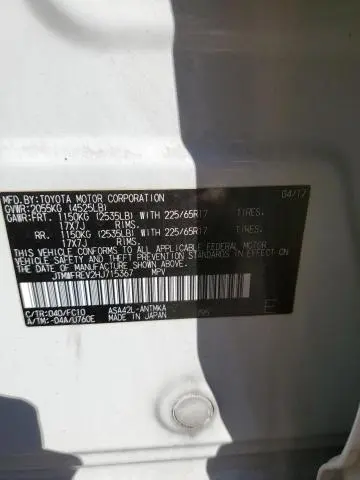 MFD.BY:TOYOTA MOTOR CORPORATION 04/17
GVWR:2055KG (4525LB)
GAWR:FRT. 1150KG (2535LB) WITH 225/65R17 TIRES,
17X7J RIMS.
RR. 1150KG (2535LB) WITH 225/65R17 TIRES,
17X7J RIMS.
THIS VEHICLE CONFORMS TO ALL APPLICABLE FEDERAL MOTOR
VEHICLE SAFETY, BUMPER, AND THEFT PREVENTION STANDARDS
IN EFFECT ON THE DATE OF MANUFACTURE SHOWN ABOVE.
MPV
E
C/TR:040/FC10 ASA42L-ANTMKA
A/TM:-04A/U760E MADE IN JAPAN